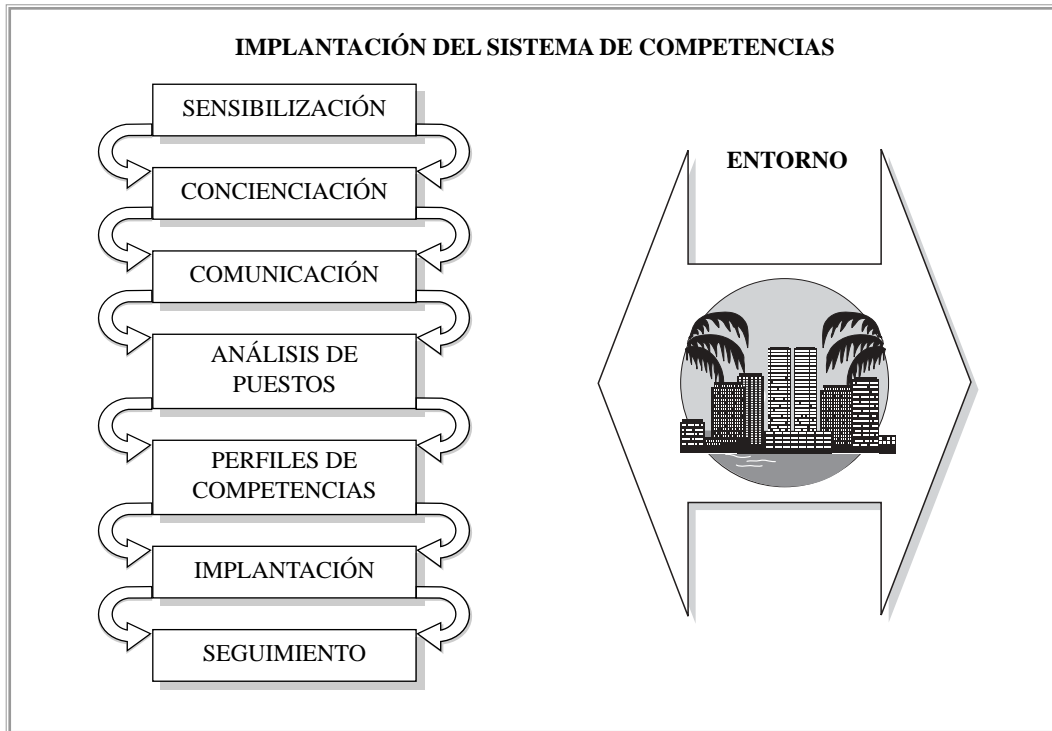 IMPLANTACIÓN DEL SISTEMA DE COMPETENCIAS
SENSIBILIZACIÓN
CONCIENCIACIÓN
COMUNICACIÓN
ANÁLISIS DE
PUESTOS
PERFILES DE
COMPETENCIAS
IMPLANTACIÓN
SEGUIMIENTO
ENTORNO